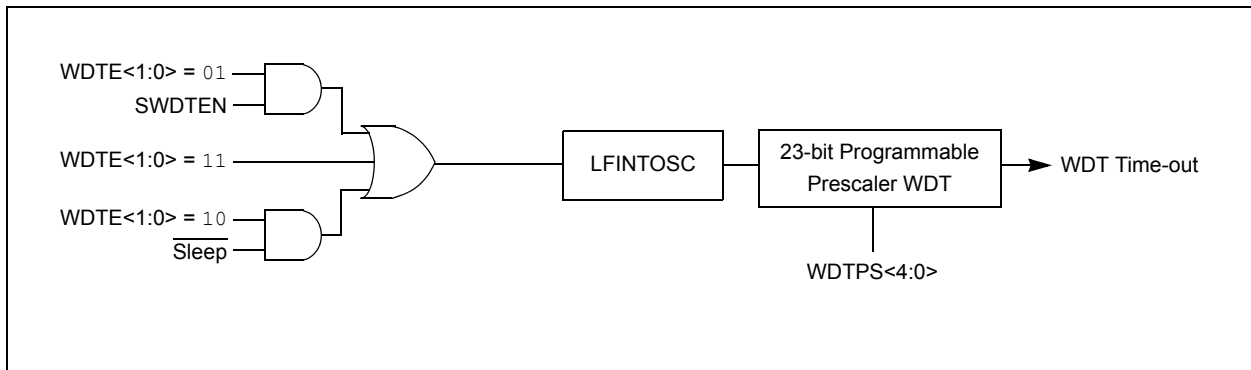 WDTE<1:0> = 01
SWDTEN
WDTE<1:0> = 11
WDTE<1:0> = 10
Sleep
LFINTOSC
23-bit Programmable
Prescaler WDT
WDT Time-out
WDTPS<4:0>